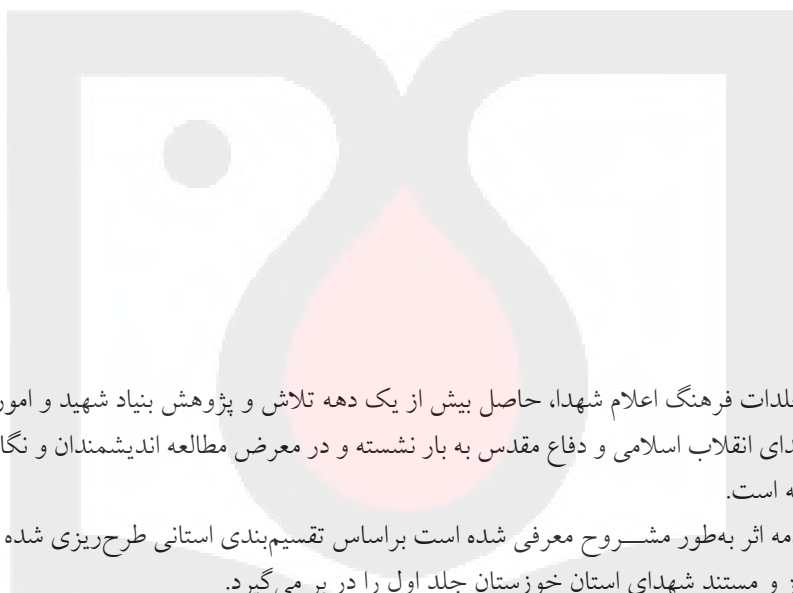 فرهنگ اعلام شهدا، حاصل بیش از یک دهه تلاش و پژوهش بنیاد شهید و امور
انقلاب اسلامی و دفاع مقدس به بار نشسته و در معرض مطالعه اندیشمندان و
است.
اثر به‌طور مشـــروح معرفی شده است براساس تقسیم‌بندی استانی طرح‌ریزی شده
و مستند شهدای استان خوزستان جلد اول را در بر می‌گیرد.